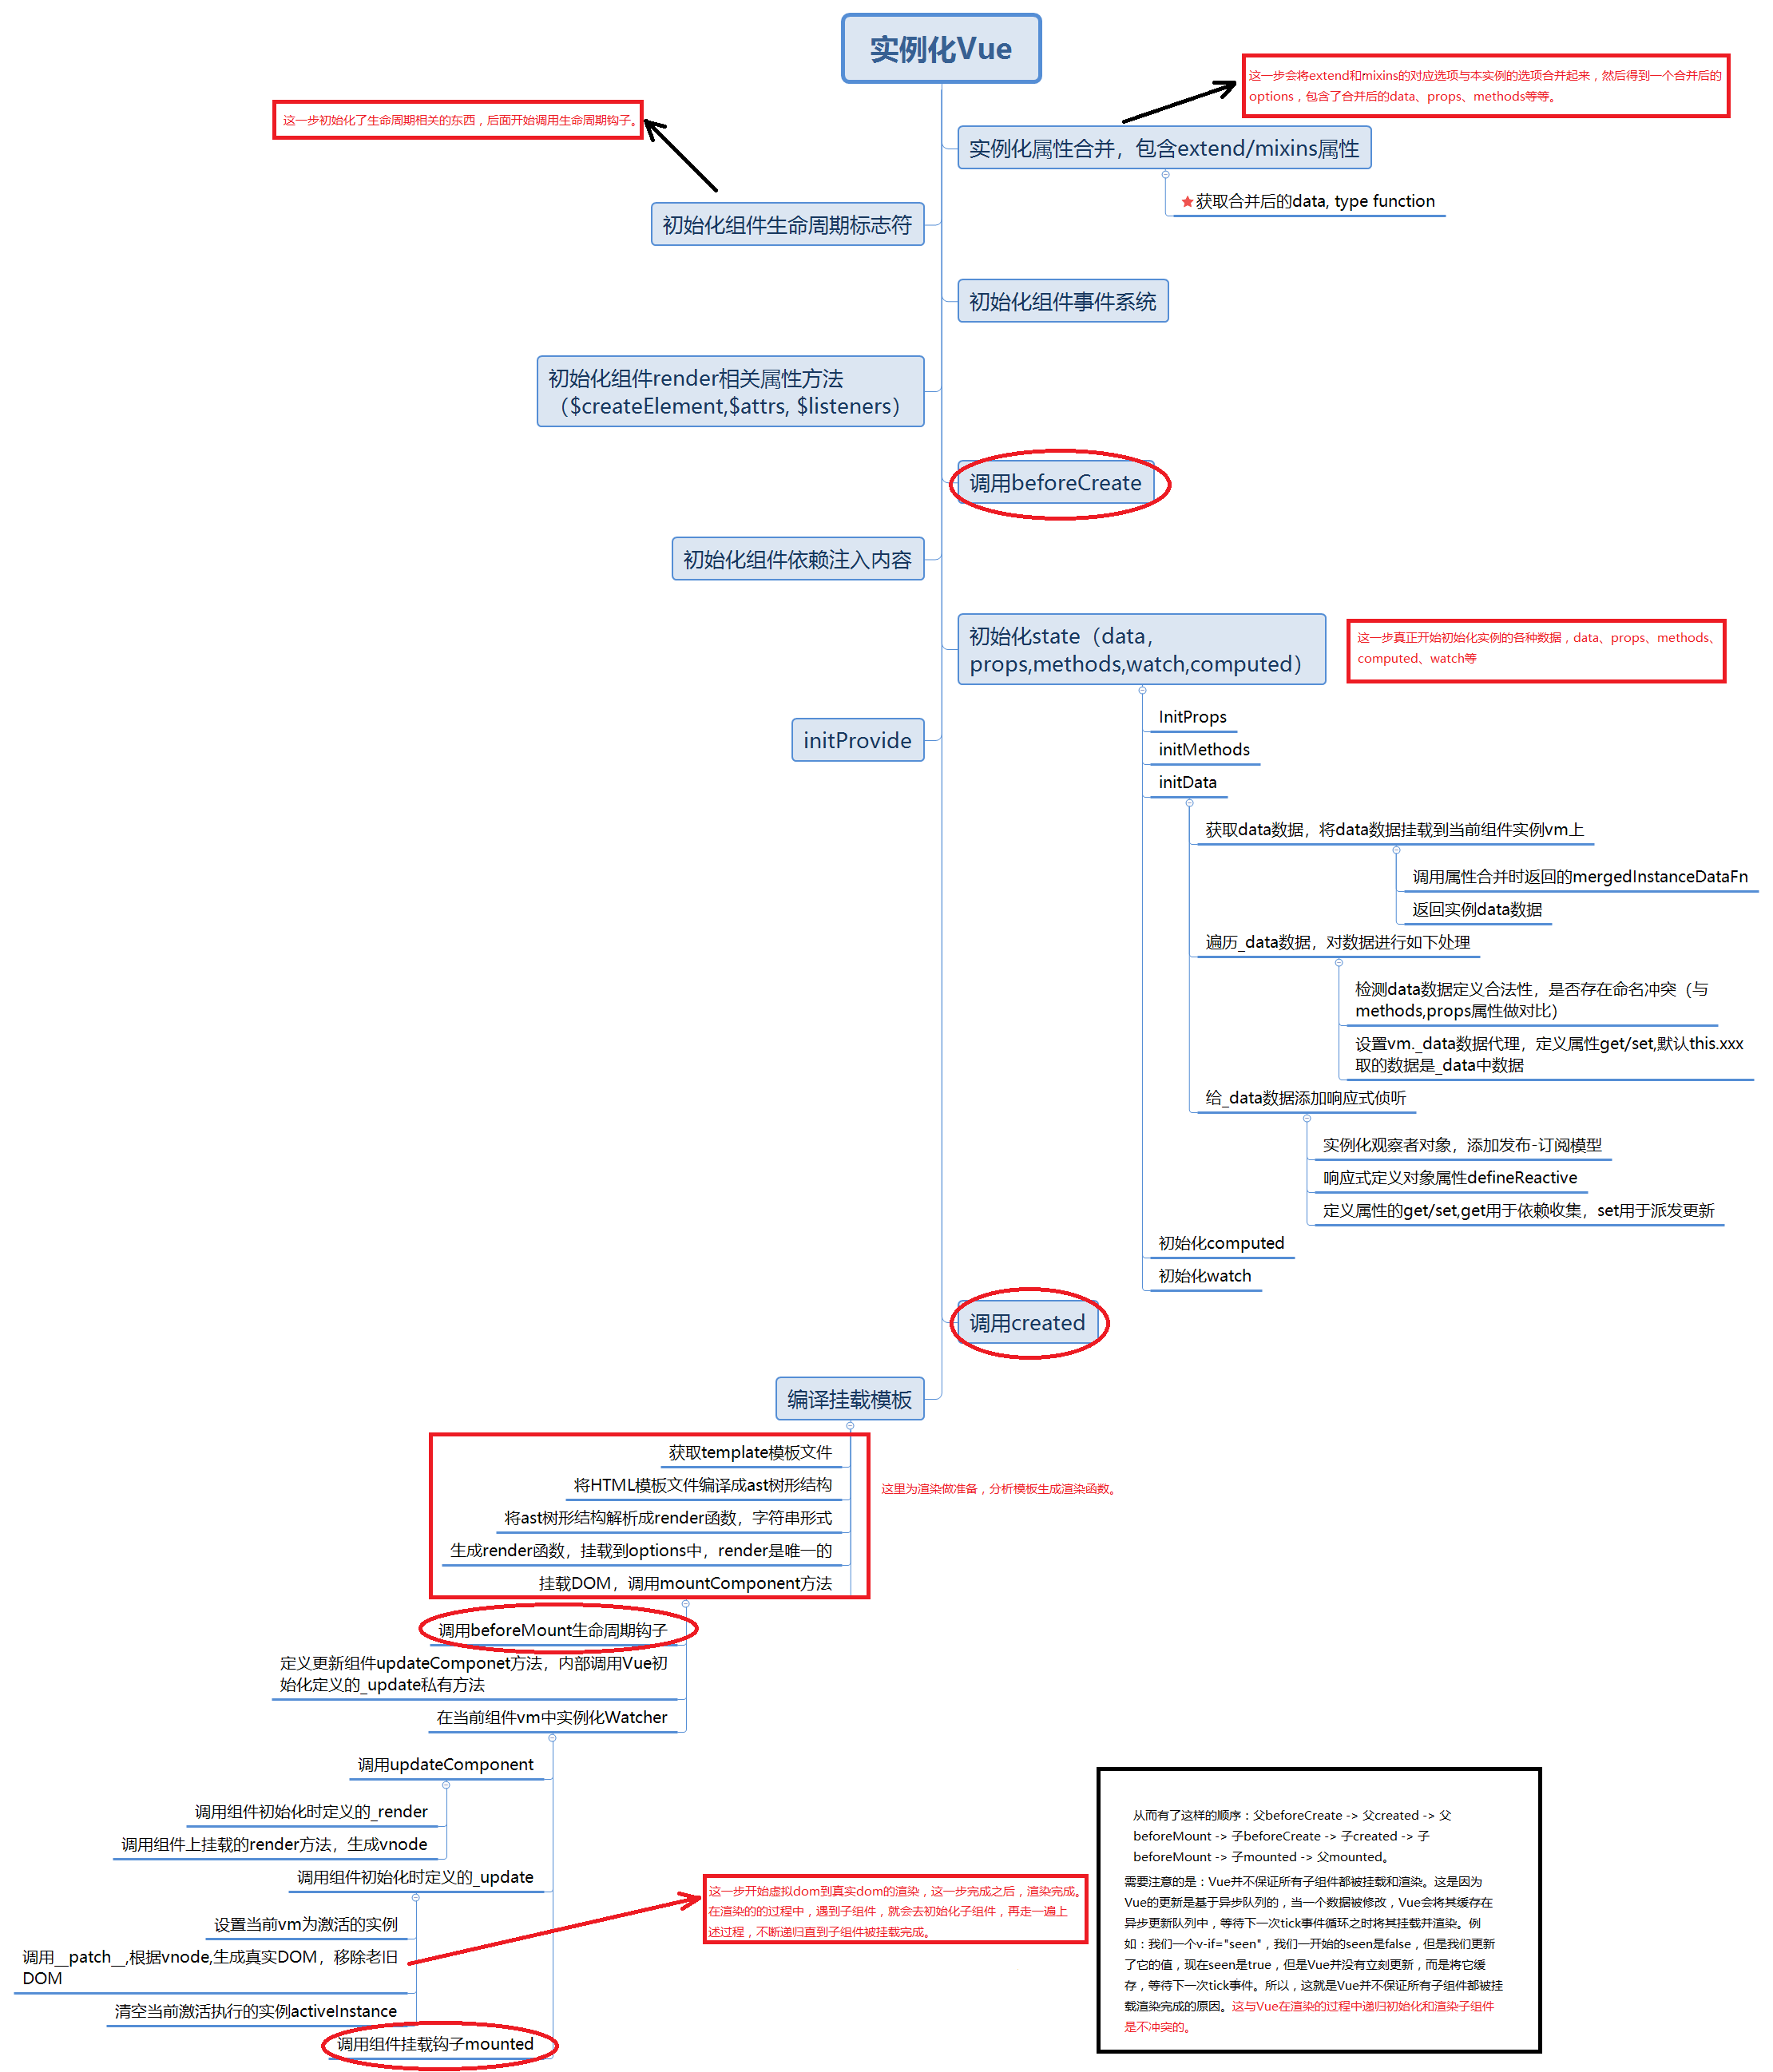 实例化Vue
这一步会将extend和mixins的对应选项与本实例的选项合并起来，然后得到一个合并后的
options，包含了合并后的data、props、methods等等。
这一步初始化了生命周期相关的东西，后面开始调用生命周期钩子。
实例化属性合并，包含extend/mixins属性
获取合并后的data, type function
初始化组件生命周期标志符
初始化组件事件系统
初始化组件render相关属性方法
（$createElement,$attrs, $listeners）
调用beforeCreate
初始化组件依赖注入内容
初始化state（data，
props,methods,watch,computed）
这一步真正开始初始化实例的各种数据，data、props、methods、
computed、watch等
initProvide
InitProps
initMethods
initData
获取data数据，将data数据挂载到当前组件实例vm上
调用属性合并时返回的mergedInstanceDataFn
返回实例data数据
遍历_data数据，对数据进行如下处理
检测data数据定义合法性，是否存在命名冲突（与
methods,props属性做对比）
设置vm._data数据代理，定义属性get/set,默认this.xxx
取的数据是_data中数据
给_data数据添加响应式侦听
实例化观察者对象，添加发布-订阅模型
响应式定义对象属性defineReactive
定义属性的get/set,get用于依赖收集，set用于派发更新
初始化computed
初始化watch
调用created
编译挂载模板
获取template模板文件
将HTML模板文件编译成ast树形结构
将ast树形结构解析成render函数，字符串形式
生成render函数，挂载到options中，render是唯一的
挂载DOM，调用mountComponent方法
这里为渲染做准备，分析模板生成渲染函数。
调用beforeMount生命周期钩子
定义更新组件updateComponet方法，内部调用Vue初
始化定义的_update私有方法
在当前组件vm中实例化Watcher
调用updateComponent
调用组件初始化时定义的_render
调用组件上挂载的render方法，生成vnode
调用组件初始化时定义的_update
设置当前vm为激活的实例
调用__patch__,根据vnode,生成真实DOM，移除老旧
DOM
清空当前激活执行的实例activeInstance
调用组件挂载钩子mounted
这一步开始虚拟dom到真实dom的渲染，这一步完成之后，渲染完成。
在渲染的的过程中，遇到子组件，就会去初始化子组件，再走一遍上
述过程，不断递归直到子组件被挂载完成。
从而有了这样的顺序：父beforeCreate -> 父created -> 父
beforeMount -> 子beforeCreate -> 子created -> 子
beforeMount -> 子mounted -> 父mounted。
需要注意的是：Vue并不保证所有子组件都被挂载和渲染。这是因为
Vue的更新是基于异步队列的，当一个数据被修改，Vue会将其缓存在
异步更新队列中，等待下一次tick事件循环之时将其挂载并渲染。例
如：我们一个v-if="seen"，我们一开始的seen是false，但是我们更新
了它的值，现在seen是true，但是Vue并没有立刻更新，而是将它缓
存，等待下一次tick事件。所以，这就是Vue并不保证所有子组件都被挂
载渲染完成的原因。这与Vue在渲染的过程中递归初始化和渲染子组件
是不冲突的。